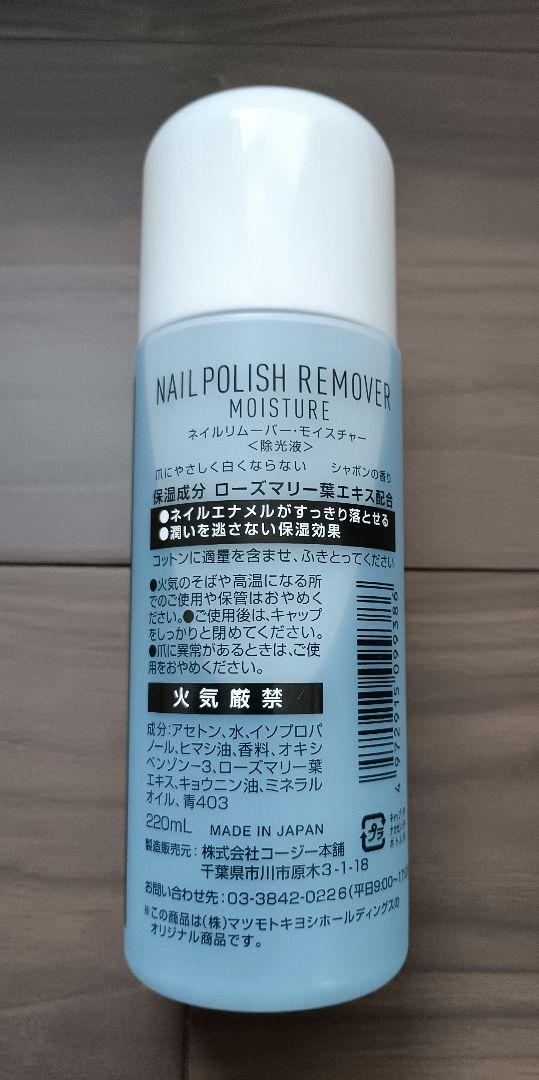 NAIL POLISH REMOVER
MOISTURE
ネイルリムーバー・モイスチャー
<除光液>
爪にやさしく白くならない シャボンの香り
保湿成分 ローズマリー葉エキス配合
●ネイルエナメルがすっきり落とせる
●潤いを逃さない保湿効果
コットンに適量を含ませ、ふきとってください
●火気のそばや高温になる所
でのご使用や保管はおやめく
ださい。●ご使用後は、キャップ
をしっかりと閉めてください。
●爪に異常があるときは、ご使
用をおやめください。
火気厳禁
成分:アセトン、水、イソプロパ
ノール、ヒマシ油、香料、オキシ
ベンゾン-3、ローズマリー葉
エキス、キョウニン油、ミネラル
オイル、青403
4972915099386
220mL MADE IN JAPAN
プラ
製造販売元:株式会社コージー本舗
千葉県市川市原木3-1-18
お問い合わせ先:03-3842-0226(平日9:00~
※この商品は(株)マツモトキヨシホールディングスの
オリジナル商品です。